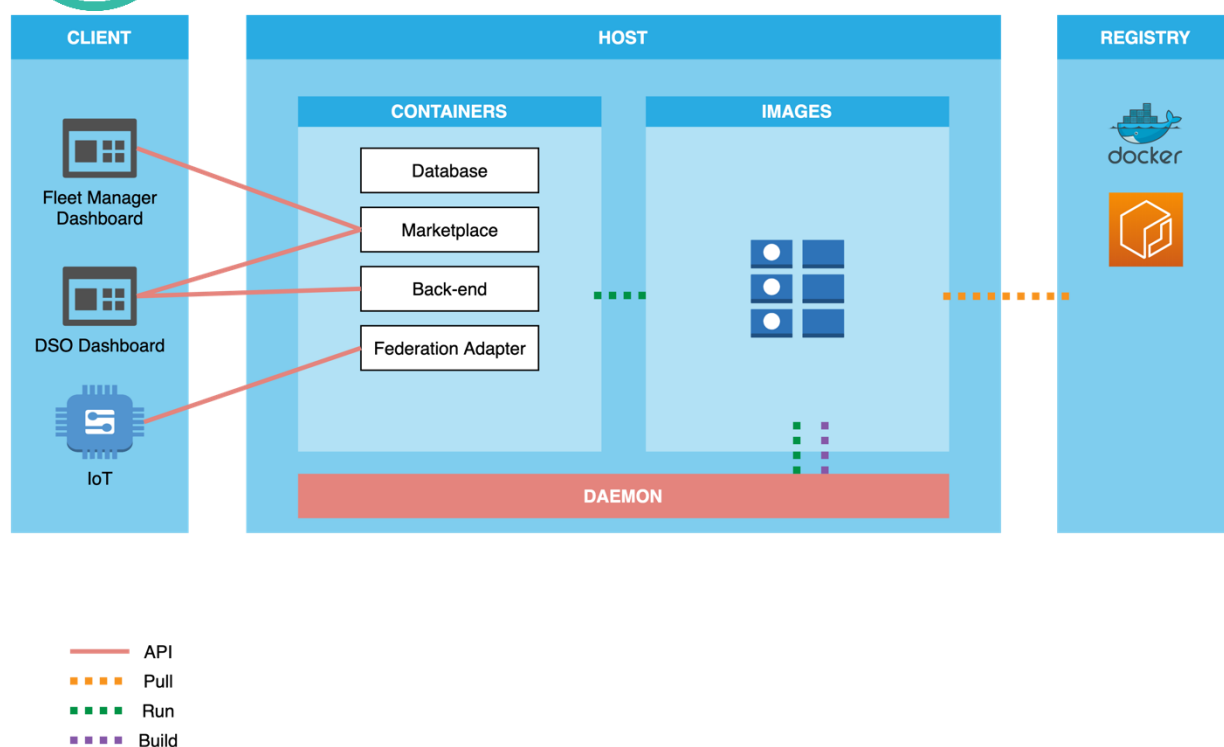 CLIENT
HOST
REGISTRY
CONTAINERS
IMAGES
Database
Marketplace
Back-end
Federation Adapter
Fleet Manager
Dashboard
DSO Dashboard
IoT
docker
DAEMON
API
Pull
Run
Build